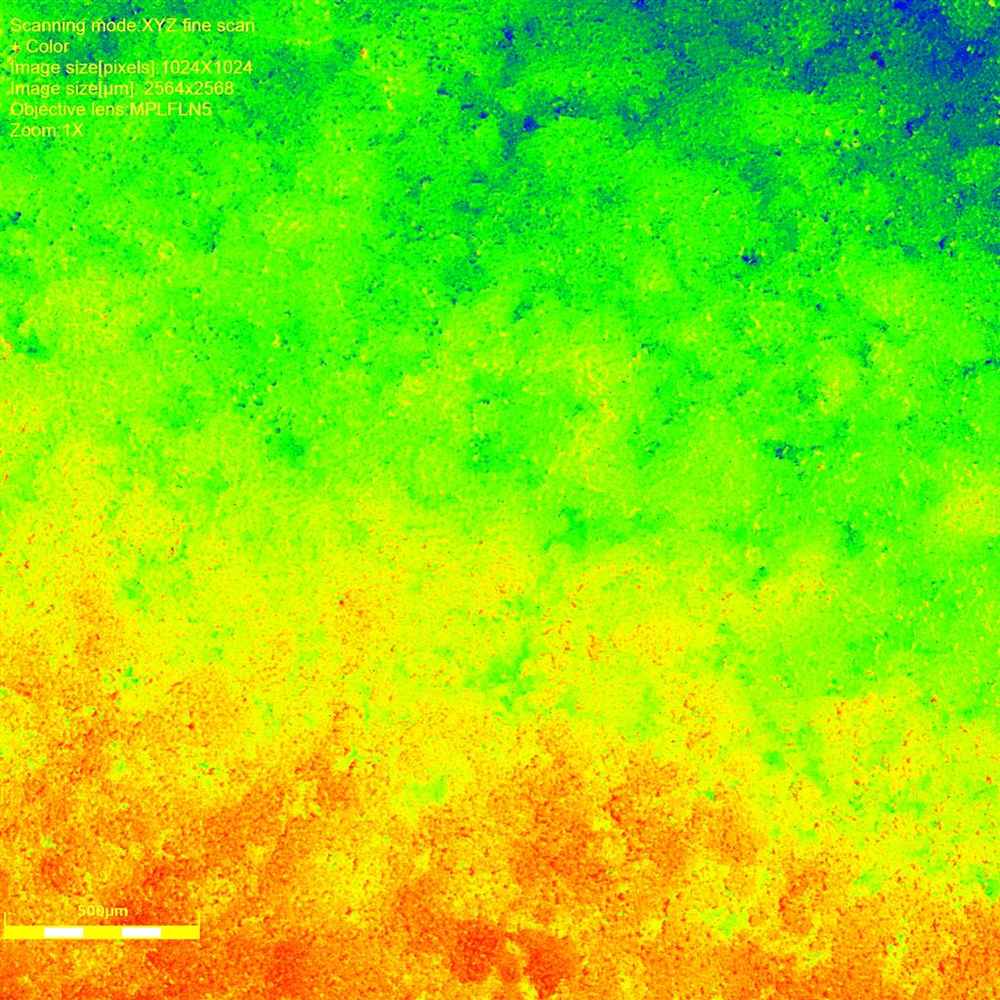 Scanning mode:XYZ fine scan
+ Color
Image size[pixels]:1024X1024
Image size[µm]: 2564x2568
Objective lens:MPLFLN5
Zoom:1X
500µm